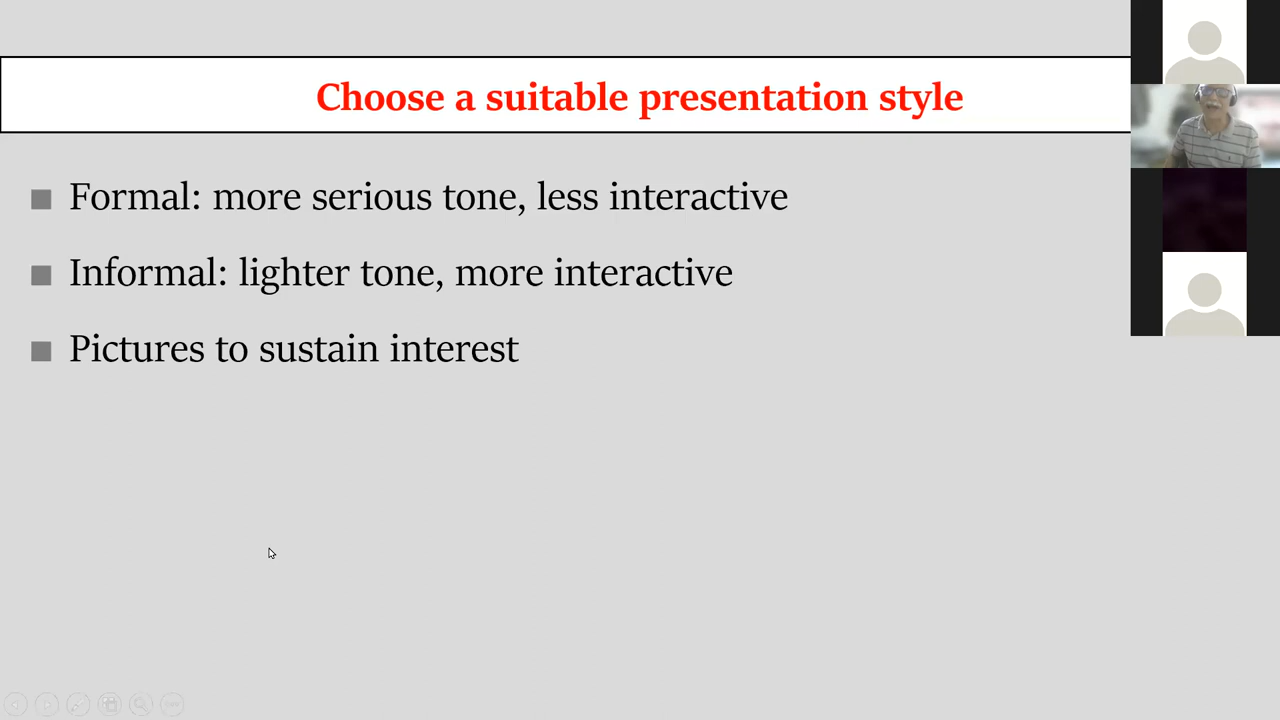 Choose a suitable presentation style
Formal: more serious tone, less interactive
Informal: lighter tone, more interactive
Pictures to sustain interest